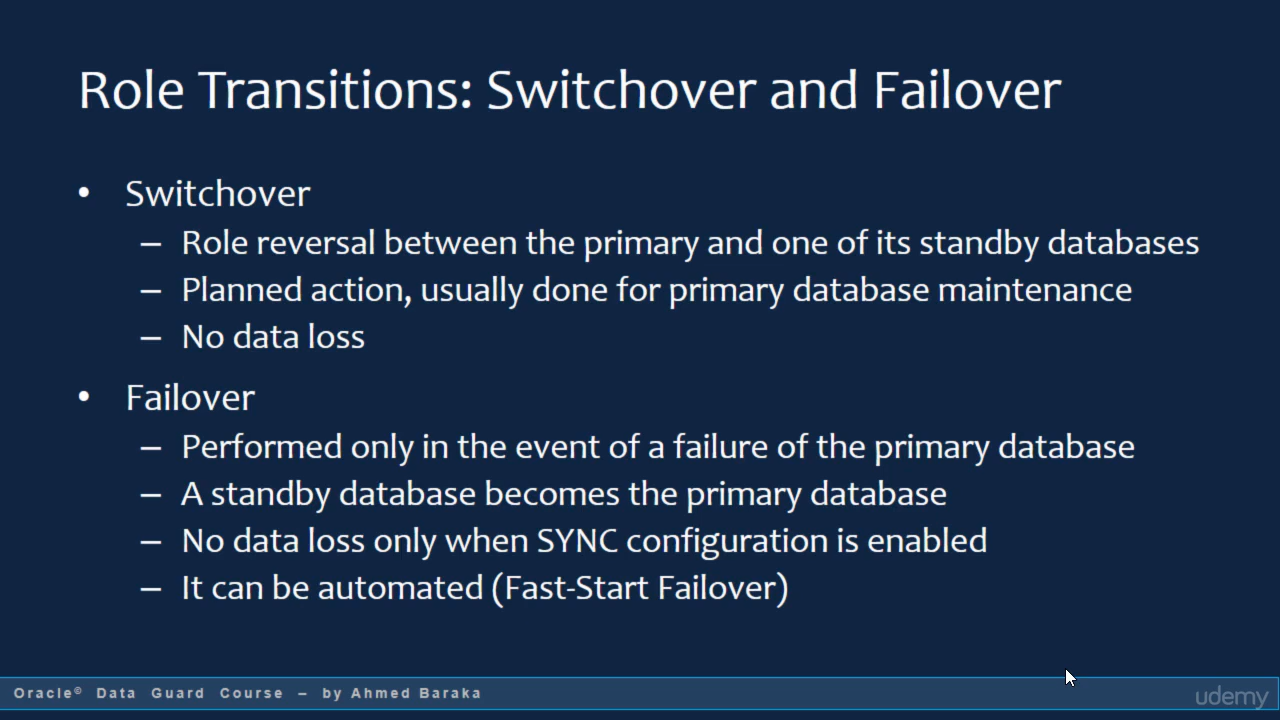 Role Transitions: Switchover and Failover
• Switchover
– Role reversal between the primary and one of its standby databases
– Planned action, usually done for primary database maintenance
– No data loss
• Failover
– Performed only in the event of a failure of the primary database
– A standby database becomes the primary database
– No data loss only when SYNC configuration is enabled
– It can be automated (Fast-Start Failover)
Oracle© Data Guard Course – by Ahmed Baraka
udemy